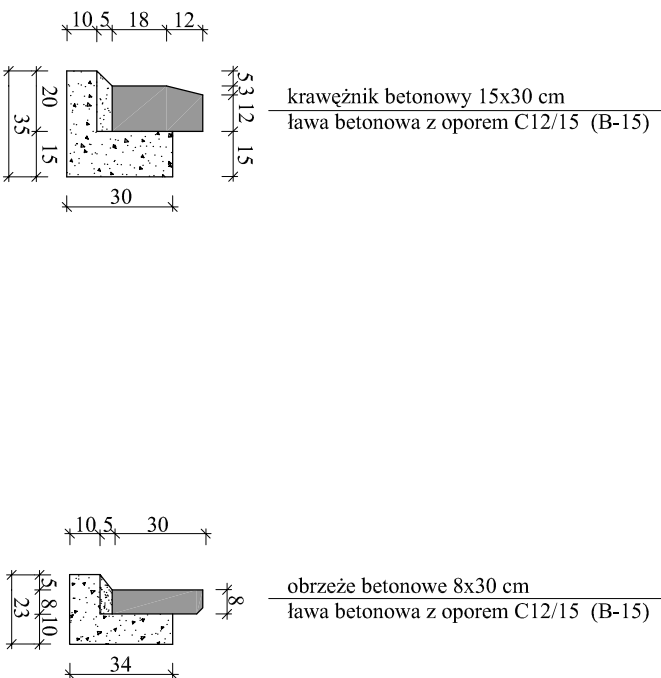 10 5 18 12
35
20
15
5
3
12
15
30
krawężnik betonowy 15x30 cm
ława betonowa z oporem C12/15 (B-15)
10 5 30
23
5
8
10
8
34
obrzeże betonowe 8x30 cm
ława betonowa z oporem C12/15 (B-15)